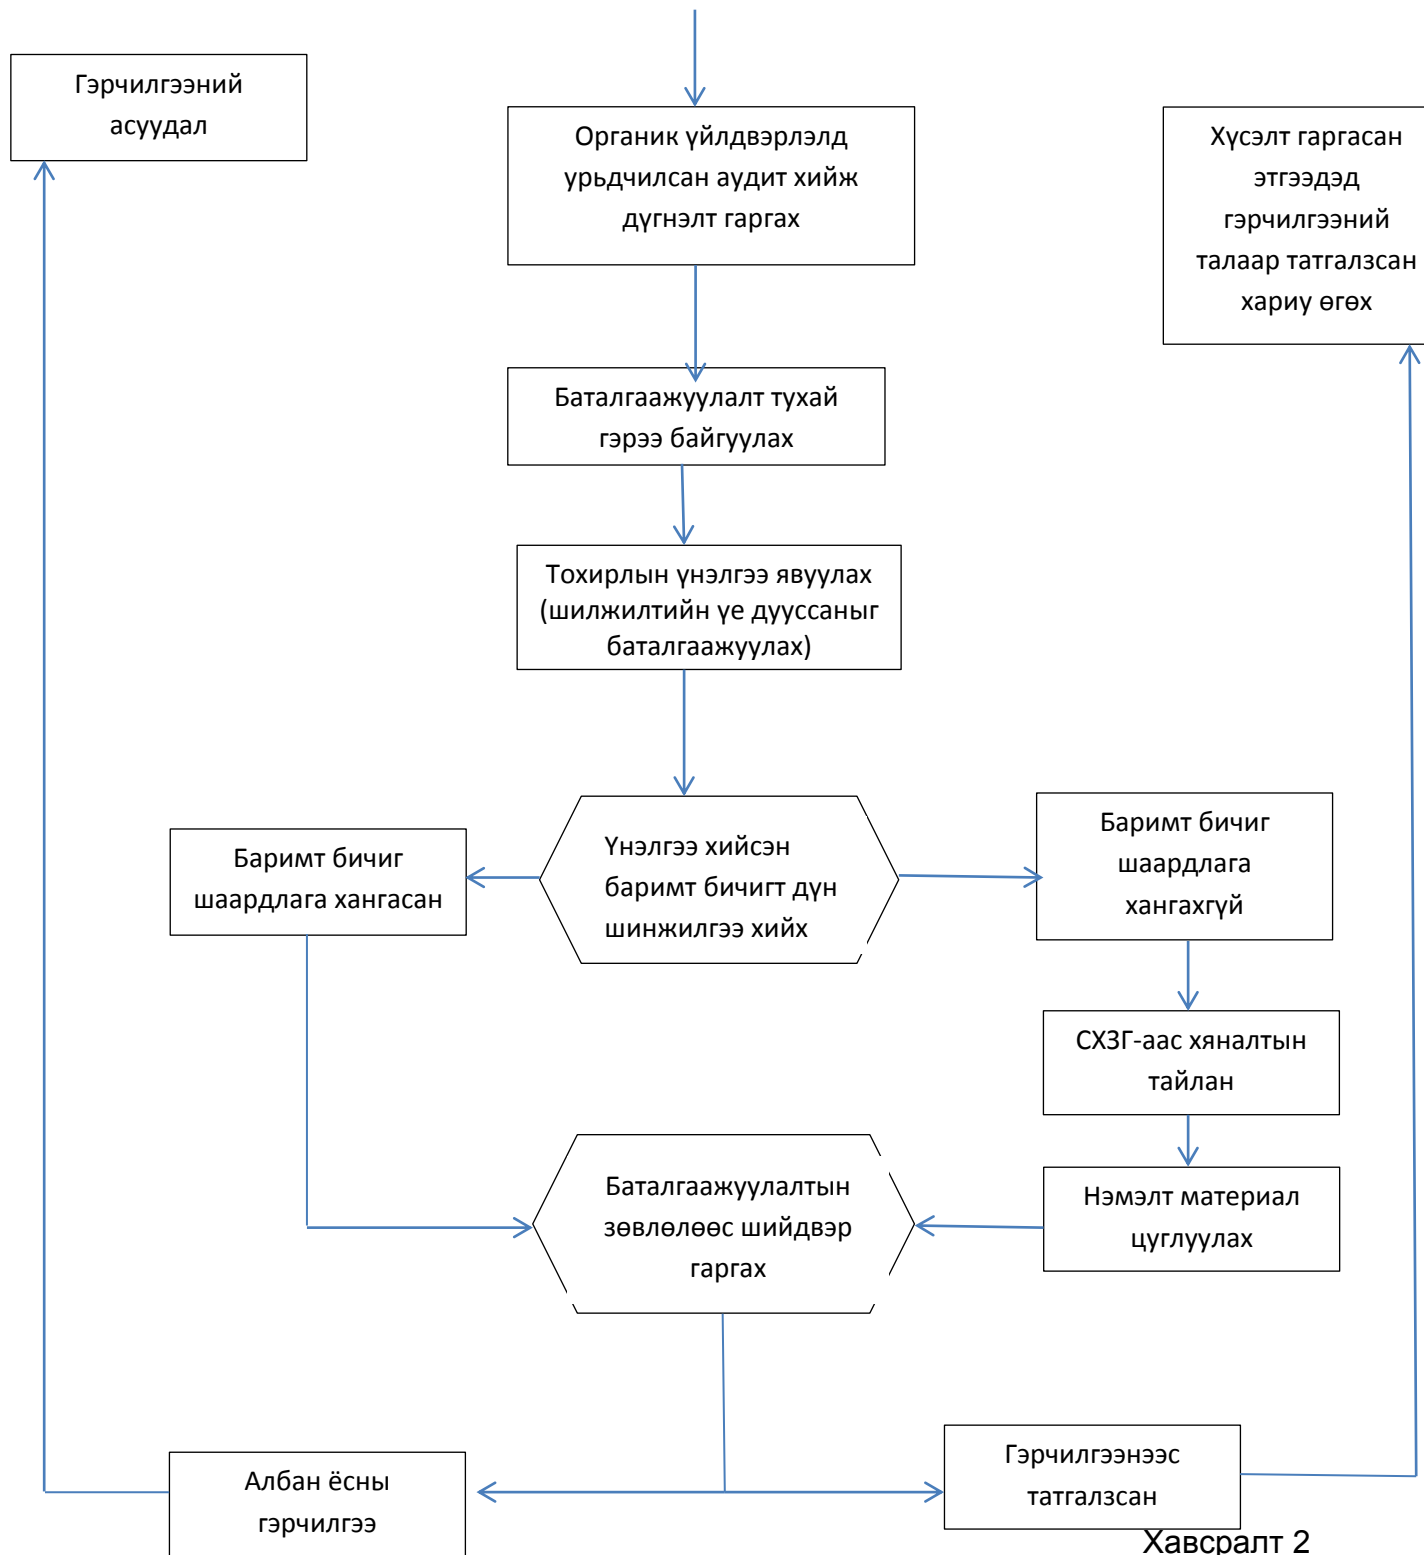 Гэрчилгээний
асуудал
Органик үйлдвэрлэлд
урьдчилсан аудит хийж
дүгнэлт гаргах
Хүсэлт гаргасан
этгээдэд
гэрчилгээний
талаар татгалзсан
хариу өгөх
Баталгаажуулалт тухай
гэрээ байгуулах
Тохирлын үнэлгээ явуулах
(шилжилтийн үе дууссаныг
баталгаажуулах)
Баримт бичиг
шаардлага хангасан
Үнэлгээ хийсэн
баримт бичигт дүн
шинжилгээ хийх
Баримт бичиг
шаардлага
хангахгүй
СХЗГ-аас хяналтын
тайлан
Баталгаажуулалтын
зөвлөлөөс шийдвэр
гаргах
Нэмэлт материал
цуглуулах
Албан ёсны
гэрчилгээ
Гэрчилгээнээс
татгалзсан
Хавсралт 2